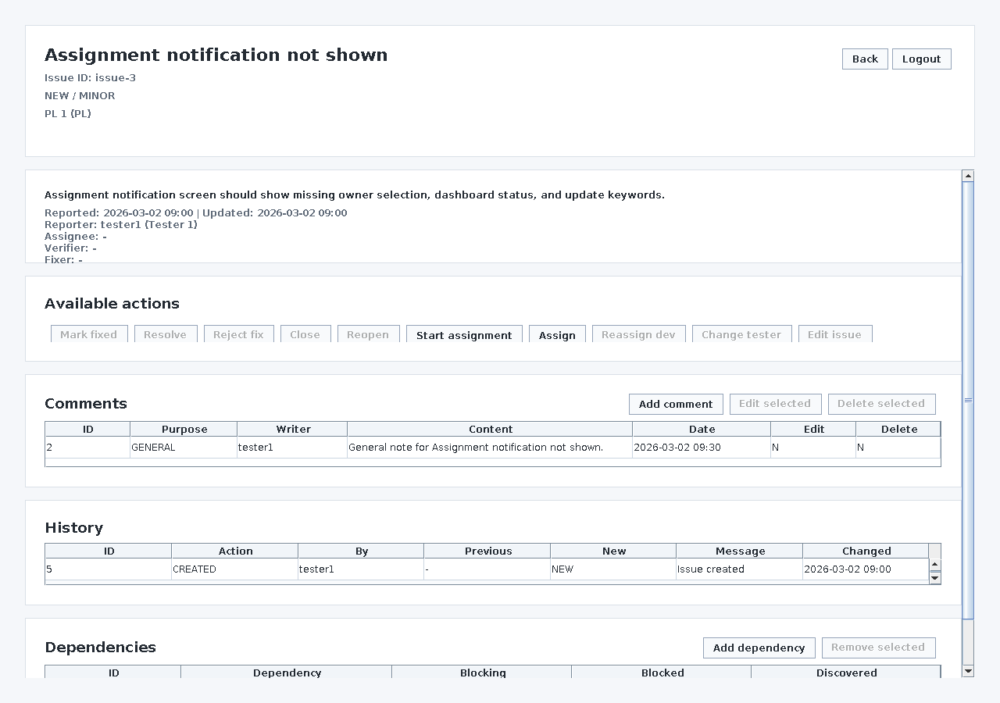 Assignment notification not shown
Back Logout
Issue ID: issue-3
NEW / MINOR
PL 1 (PL)
Assignment notification screen should show missing owner selection, dashboard status, and update keywords.
Reported: 2026-03-02 09:00 | Updated: 2026-03-02 09:00
Reporter: tester1 (Tester 1)
Assignee: -
Verifier: -
Fixer: -
Available actions
Mark fixed Resolve Reject fix Close Reopen Start assignment Assign Reassign dev Change tester Edit issue
Comments Add comment Edit selected Delete selected
ID Purpose Writer Content Date Edit Delete
2 GENERAL tester1 General note for Assignment notification not shown. 2026-03-02 09:30 N N
History
ID Action By Previous New Message Changed
5 CREATED tester1 - NEW Issue created 2026-03-02 09:00
Dependencies Add dependency Remove selected
ID Dependency Blocking Blocked Discovered